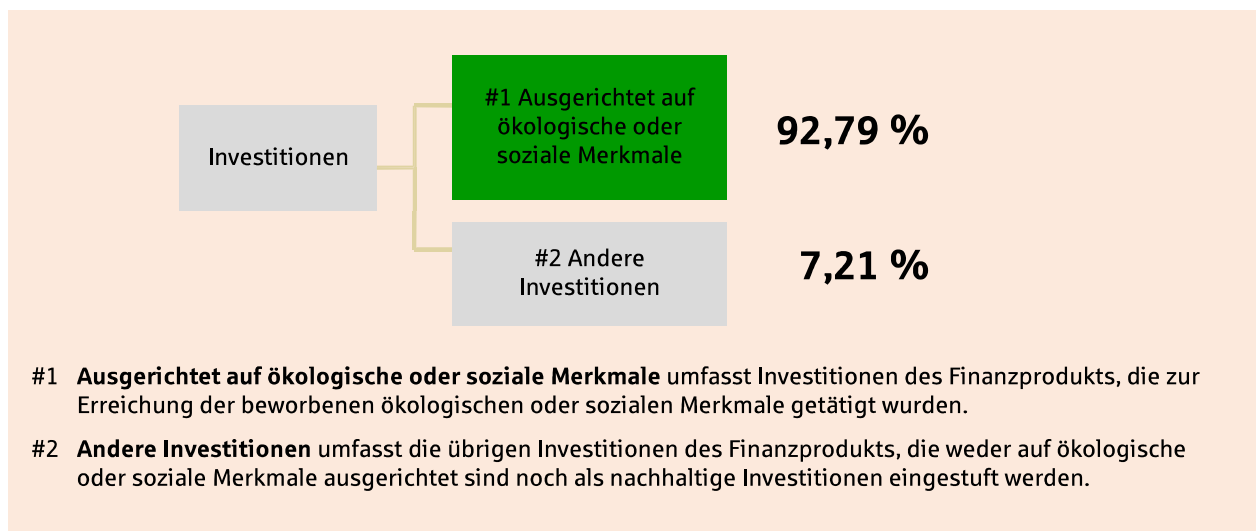 #1 Ausgerichtet auf
ökologische oder
soziale Merkmale
92,79 %
Investitionen
#2 Andere
Investitionen
7,21 %
#1 Ausgerichtet auf ökologische oder soziale Merkmale umfasst Investitionen des Finanzprodukts, die zur
Erreichung der beworbenen ökologischen oder sozialen Merkmale getätigt wurden.
#2 Andere Investitionen umfasst die übrigen Investitionen des Finanzprodukts, die weder auf ökologische
oder soziale Merkmale ausgerichtet sind noch als nachhaltige Investitionen eingestuft werden.